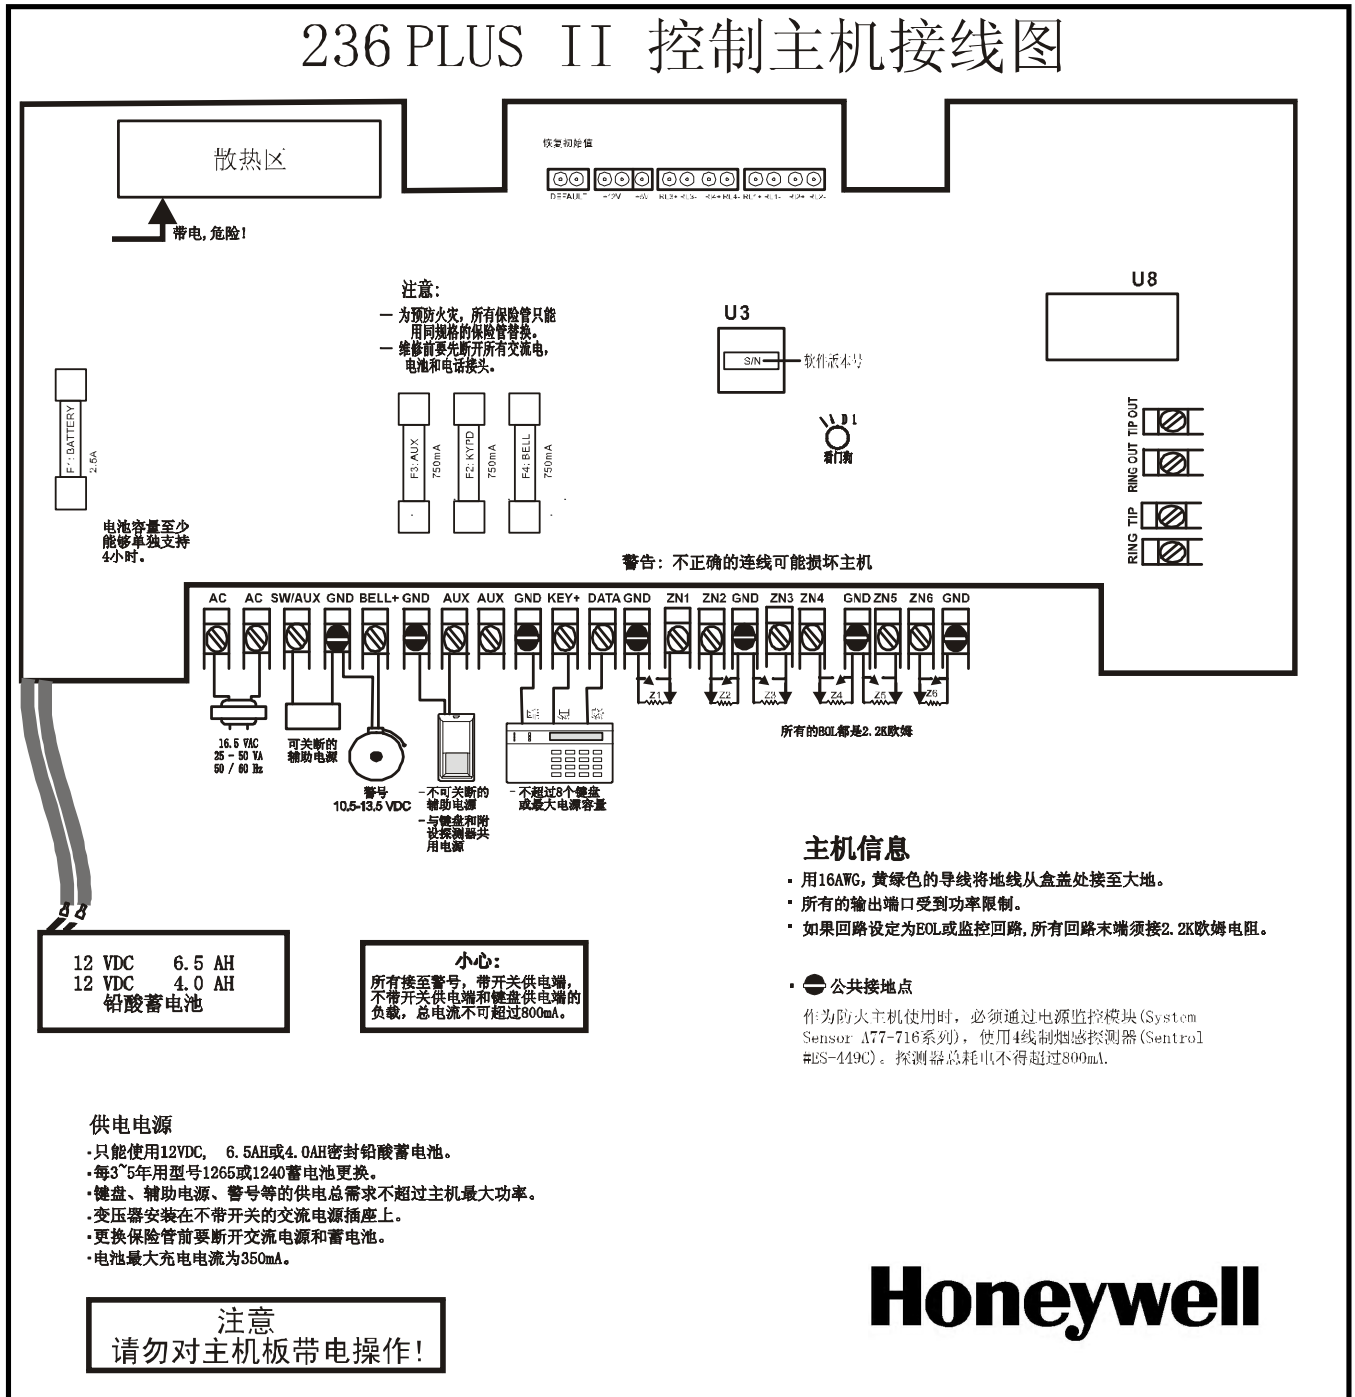 236 PLUS II 控制主机接线图
散热区
带电,危险!
恢复初始值
DEFAULT
注意:
— 为预防火灾, 所有保险管只能
用同规格的保险管替换。
— 维修前要先断开所有交流电,
电池和电话接头。
U3
S/N
软件版本号
U8
D1
看门狗
F1: BATTERY
2.5A
F3: AUX
750mA
F2: KYPD
750mA
F4: BELL
750mA
TIP OUT
RING OUT
TIP
RING
电池容量至少
能够单独支持
4小时。
警告: 不正确的连线可能损坏主机
AC AC SW/AUX GND BELL+ GND AUX AUX GND KEY+ DATA GND ZN1 ZN2 GND ZN3 ZN4 GND ZN5 ZN6 GND
Z1 Z2 Z3 Z4 Z5 Z6
16.5 VAC
25 - 50 VA
50 / 60 Hz
可关断的
辅助电源
警号
10.5-13.5 VDC
- 不可关断的
辅助电源
- 与键盘和附
设探测器共
用电源
- 不超过8个键盘
或最大电源容量
所有的EOL都是2.2K欧姆
主机信息
· 用16AWG, 黄绿色的导线将地线从盒盖处接至大地。
· 所有的输出端口受到功率限制。
· 如果回路设定为EOL或监控回路, 所有回路末端须接2.2K欧姆电阻。
· 公共接地点
作为防火主机使用时, 必须通过电源监控模块(System
Sensor A77-716系列), 使用4线制烟感探测器(Sentrol
#ES-449C)。探测器总耗电不得超过800mA.
12 VDC 6.5 AH
12 VDC 4.0 AH
铅酸蓄电池
小心:
所有接至警号, 带开关供电端,
不带开关供电端和键盘供电端的
负载, 总电流不可超过800mA。
供电电源
·只能使用12VDC, 6.5AH或4.0AH密封铅酸蓄电池。
·每3~5年用型号1265或1240蓄电池更换。
·键盘、辅助电源、警号等的供电总需求不超过主机最大功率。
·变压器安装在不带开关的交流电源插座上。
·更换保险管前要断开交流电源和蓄电池。
·电池最大充电电流为350mA。
注意
请勿对主机板带电操作!
Honeywell